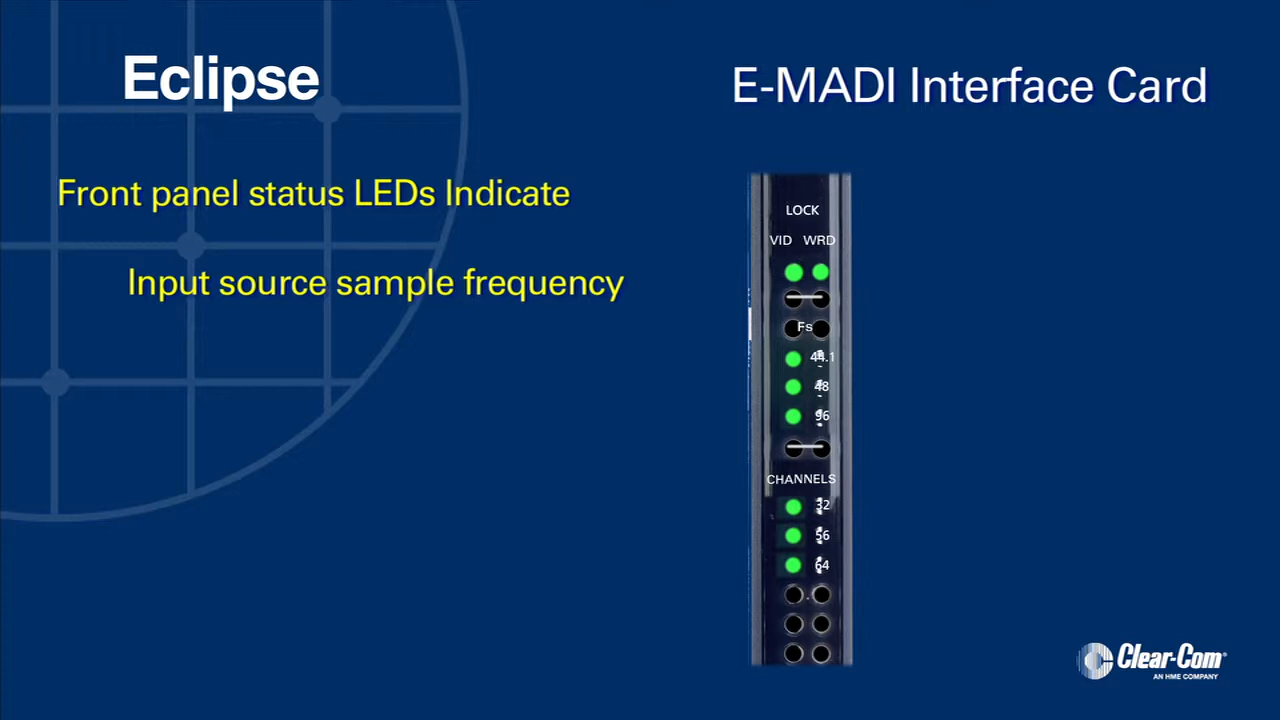 Eclipse
E-MADI Interface Card
Front panel status LEDs Indicate
Input source sample frequency
LOCK
VID WRD
Fs
44.1
48
96
CHANNELS
32
56
64
Clear-Com®
AN HME COMPANY